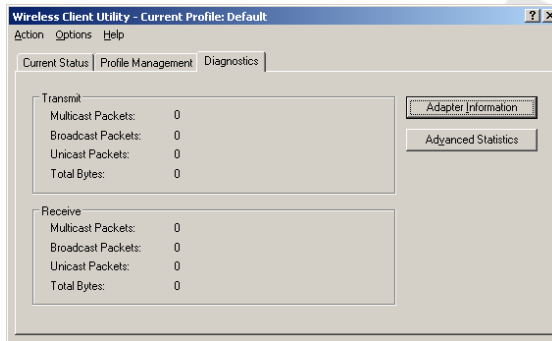 Wireless Client Utility - Current Profile: Default
Action Options Help
Current Status Profile Management Diagnostics
Transmit
Multicast Packets: 0
Broadcast Packets: 0
Unicast Packets: 0
Total Bytes: 0
Adapter Information
Advanced Statistics
Receive
Multicast Packets: 0
Broadcast Packets: 0
Unicast Packets: 0
Total Bytes: 0